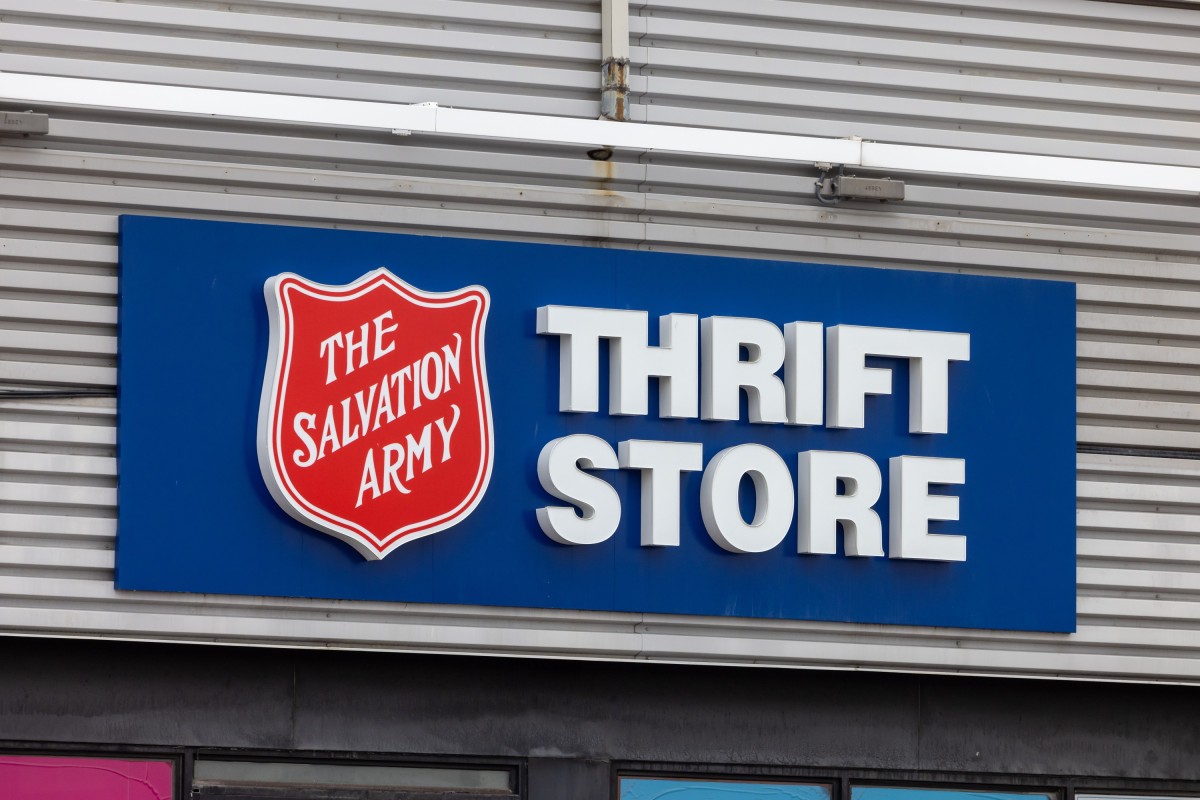 THE
SALVATION
ARMY
THRIFT
STORE